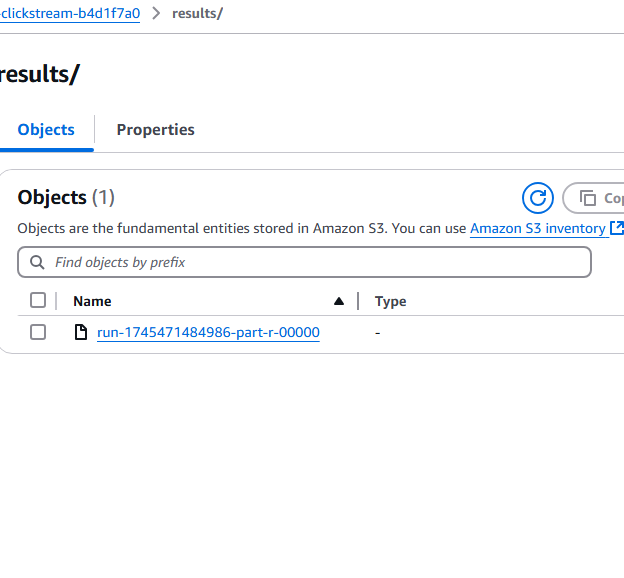 -clickstream-b4d1f7a0 > results/
results/
Objects Properties
Objects (1)
Objects are the fundamental entities stored in Amazon S3. You can use Amazon S3 inventory
Find objects by prefix
Name Type
run-1745471484986-part-r-00000 -